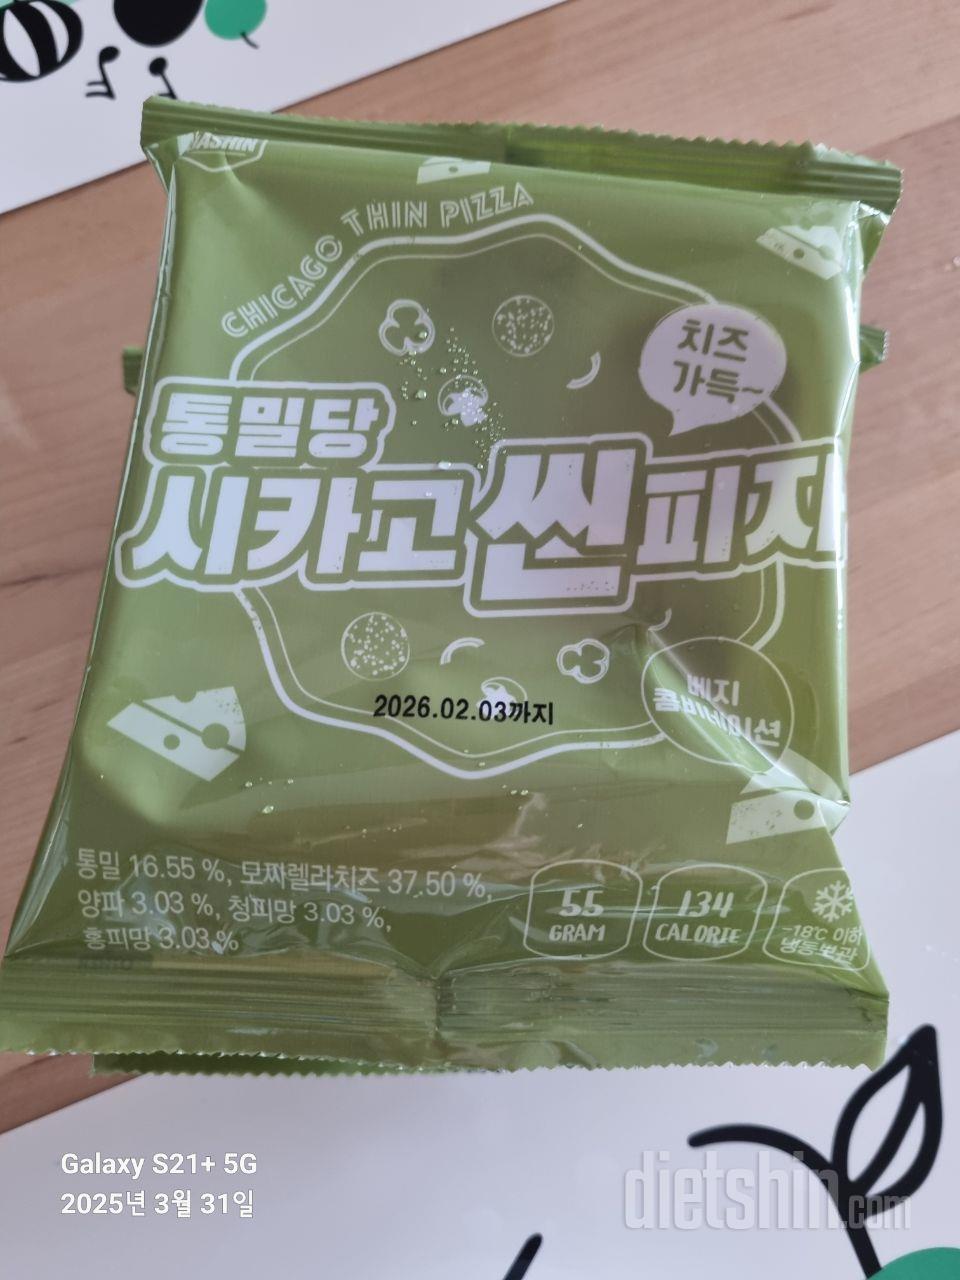 DASHIN
CHICAGO THIN PIZZA
치즈
가득~
통밀당
시카고 씬 피자
2026.02.03까지
베지
콤비네이션
통밀 16.55 %, 모짜렐라치즈 37.50 %,
양파 3.03 %, 청피망 3.03 %,
홍피망 3.03 %
55
GRAM
134
CALORIE
-18℃ 이하
냉동보관
Galaxy S21+ 5G
2025년 3월 31일
dietshin.com